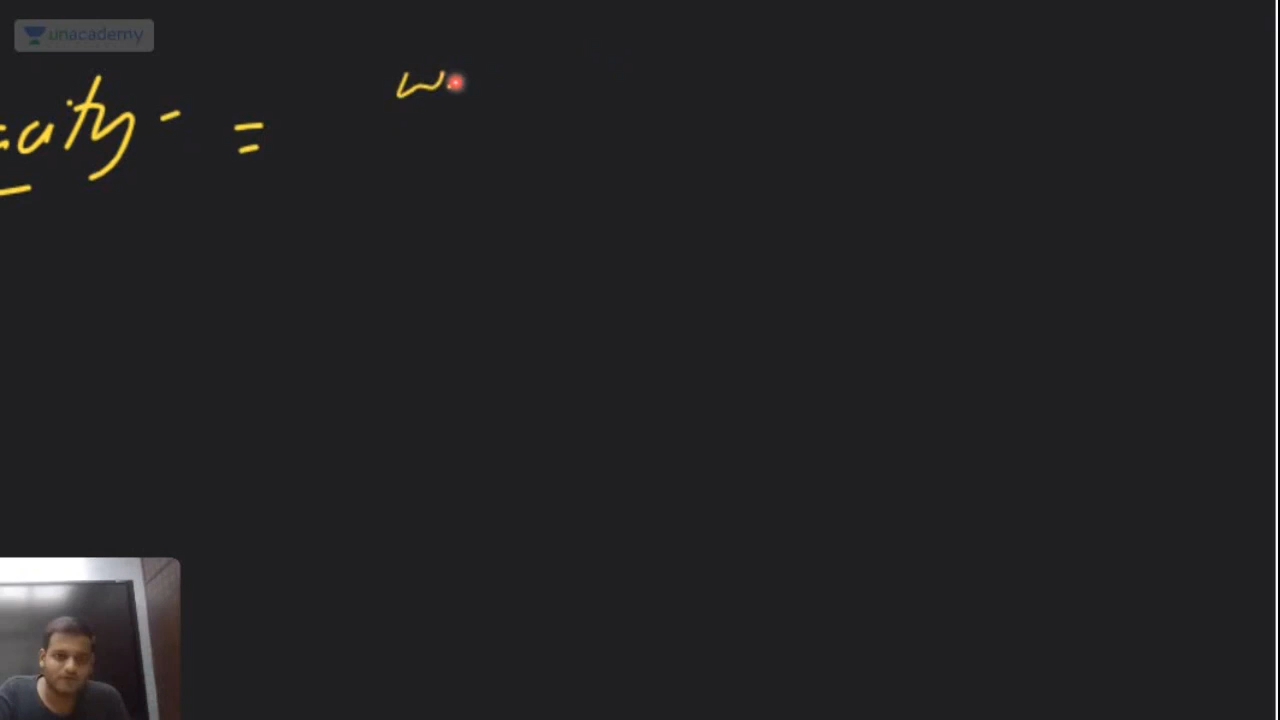 unacademy
acity - =
w